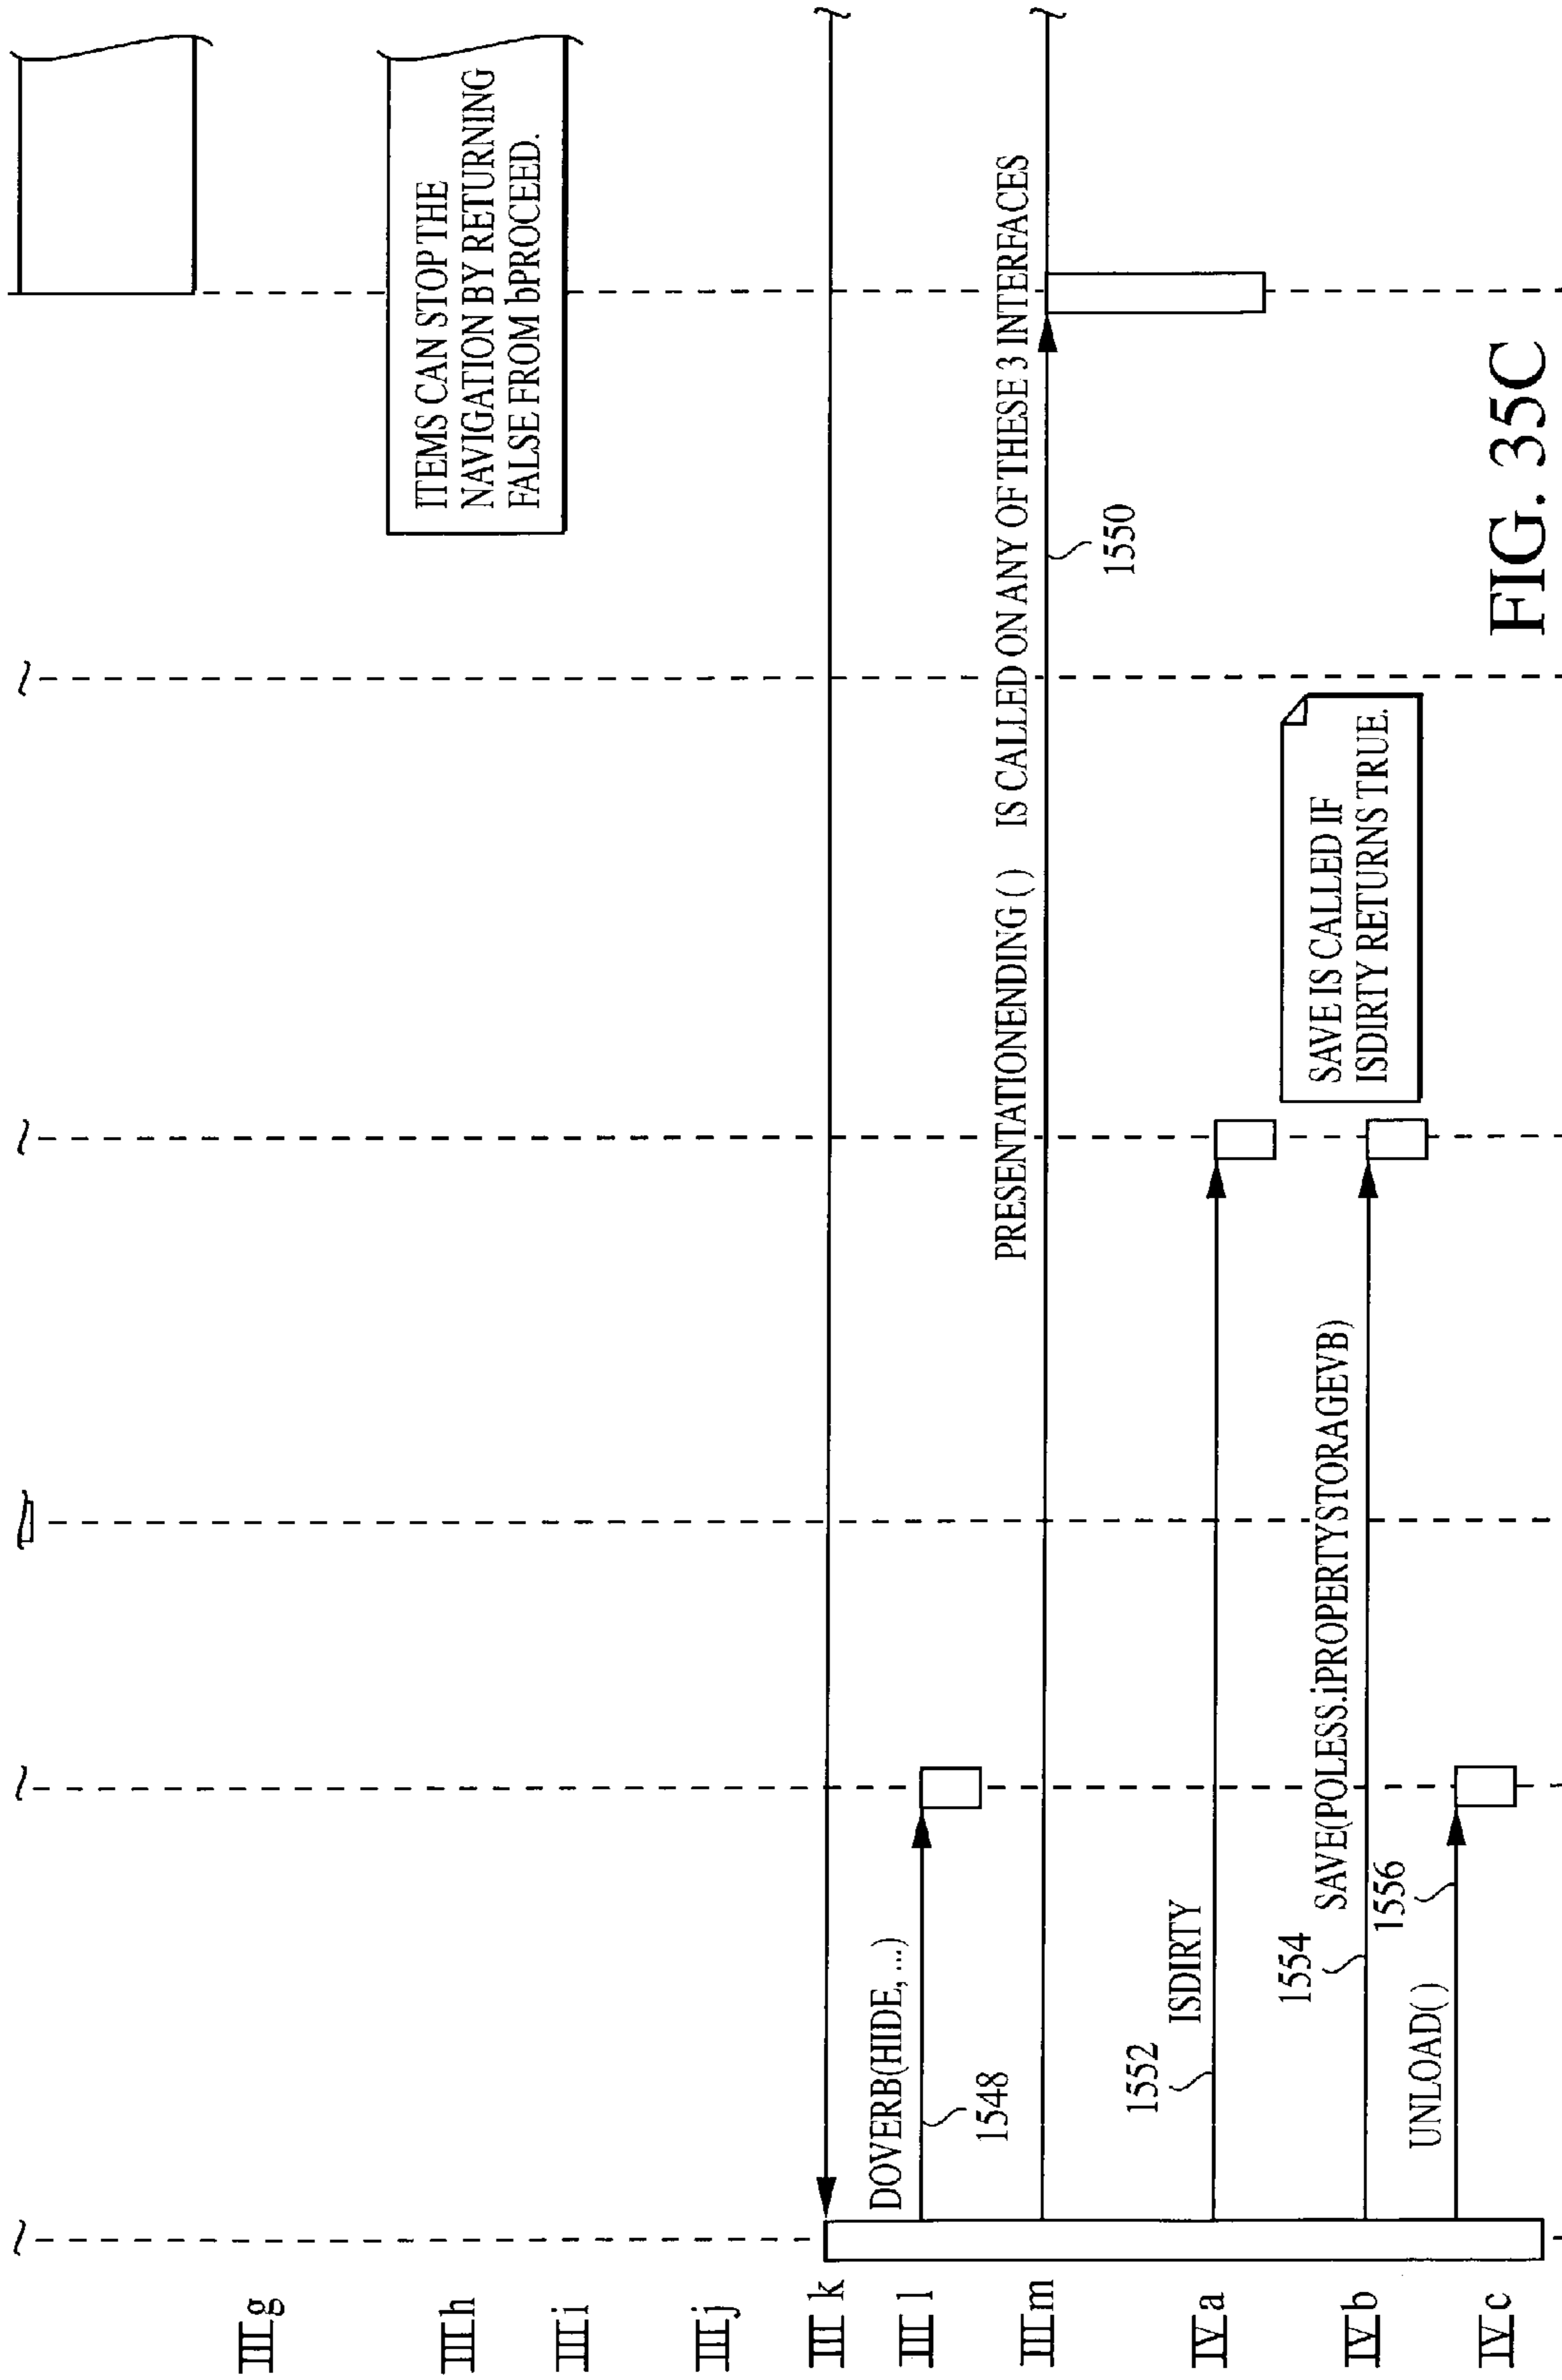 III g
III h
III i
III j
III k
III l
III m
IV a
IV b
IV c
ITEMS CAN STOP THE
NAVIGATION BY RETURNING
FALSE FROM bPROCEED.
DOVERB(HIDE, ...)
1548
PRESENTATIONENDING ( ) IS CALLED ON ANY OF THESE 3 INTERFACES
1550
1552
ISDIRTY
1554
SAVE(POLESS.iPROPERTYSTORAGEVB)
SAVE IS CALLED IF
ISDIRTY RETURNS TRUE.
UNLOAD( )
1556
FIG. 35C